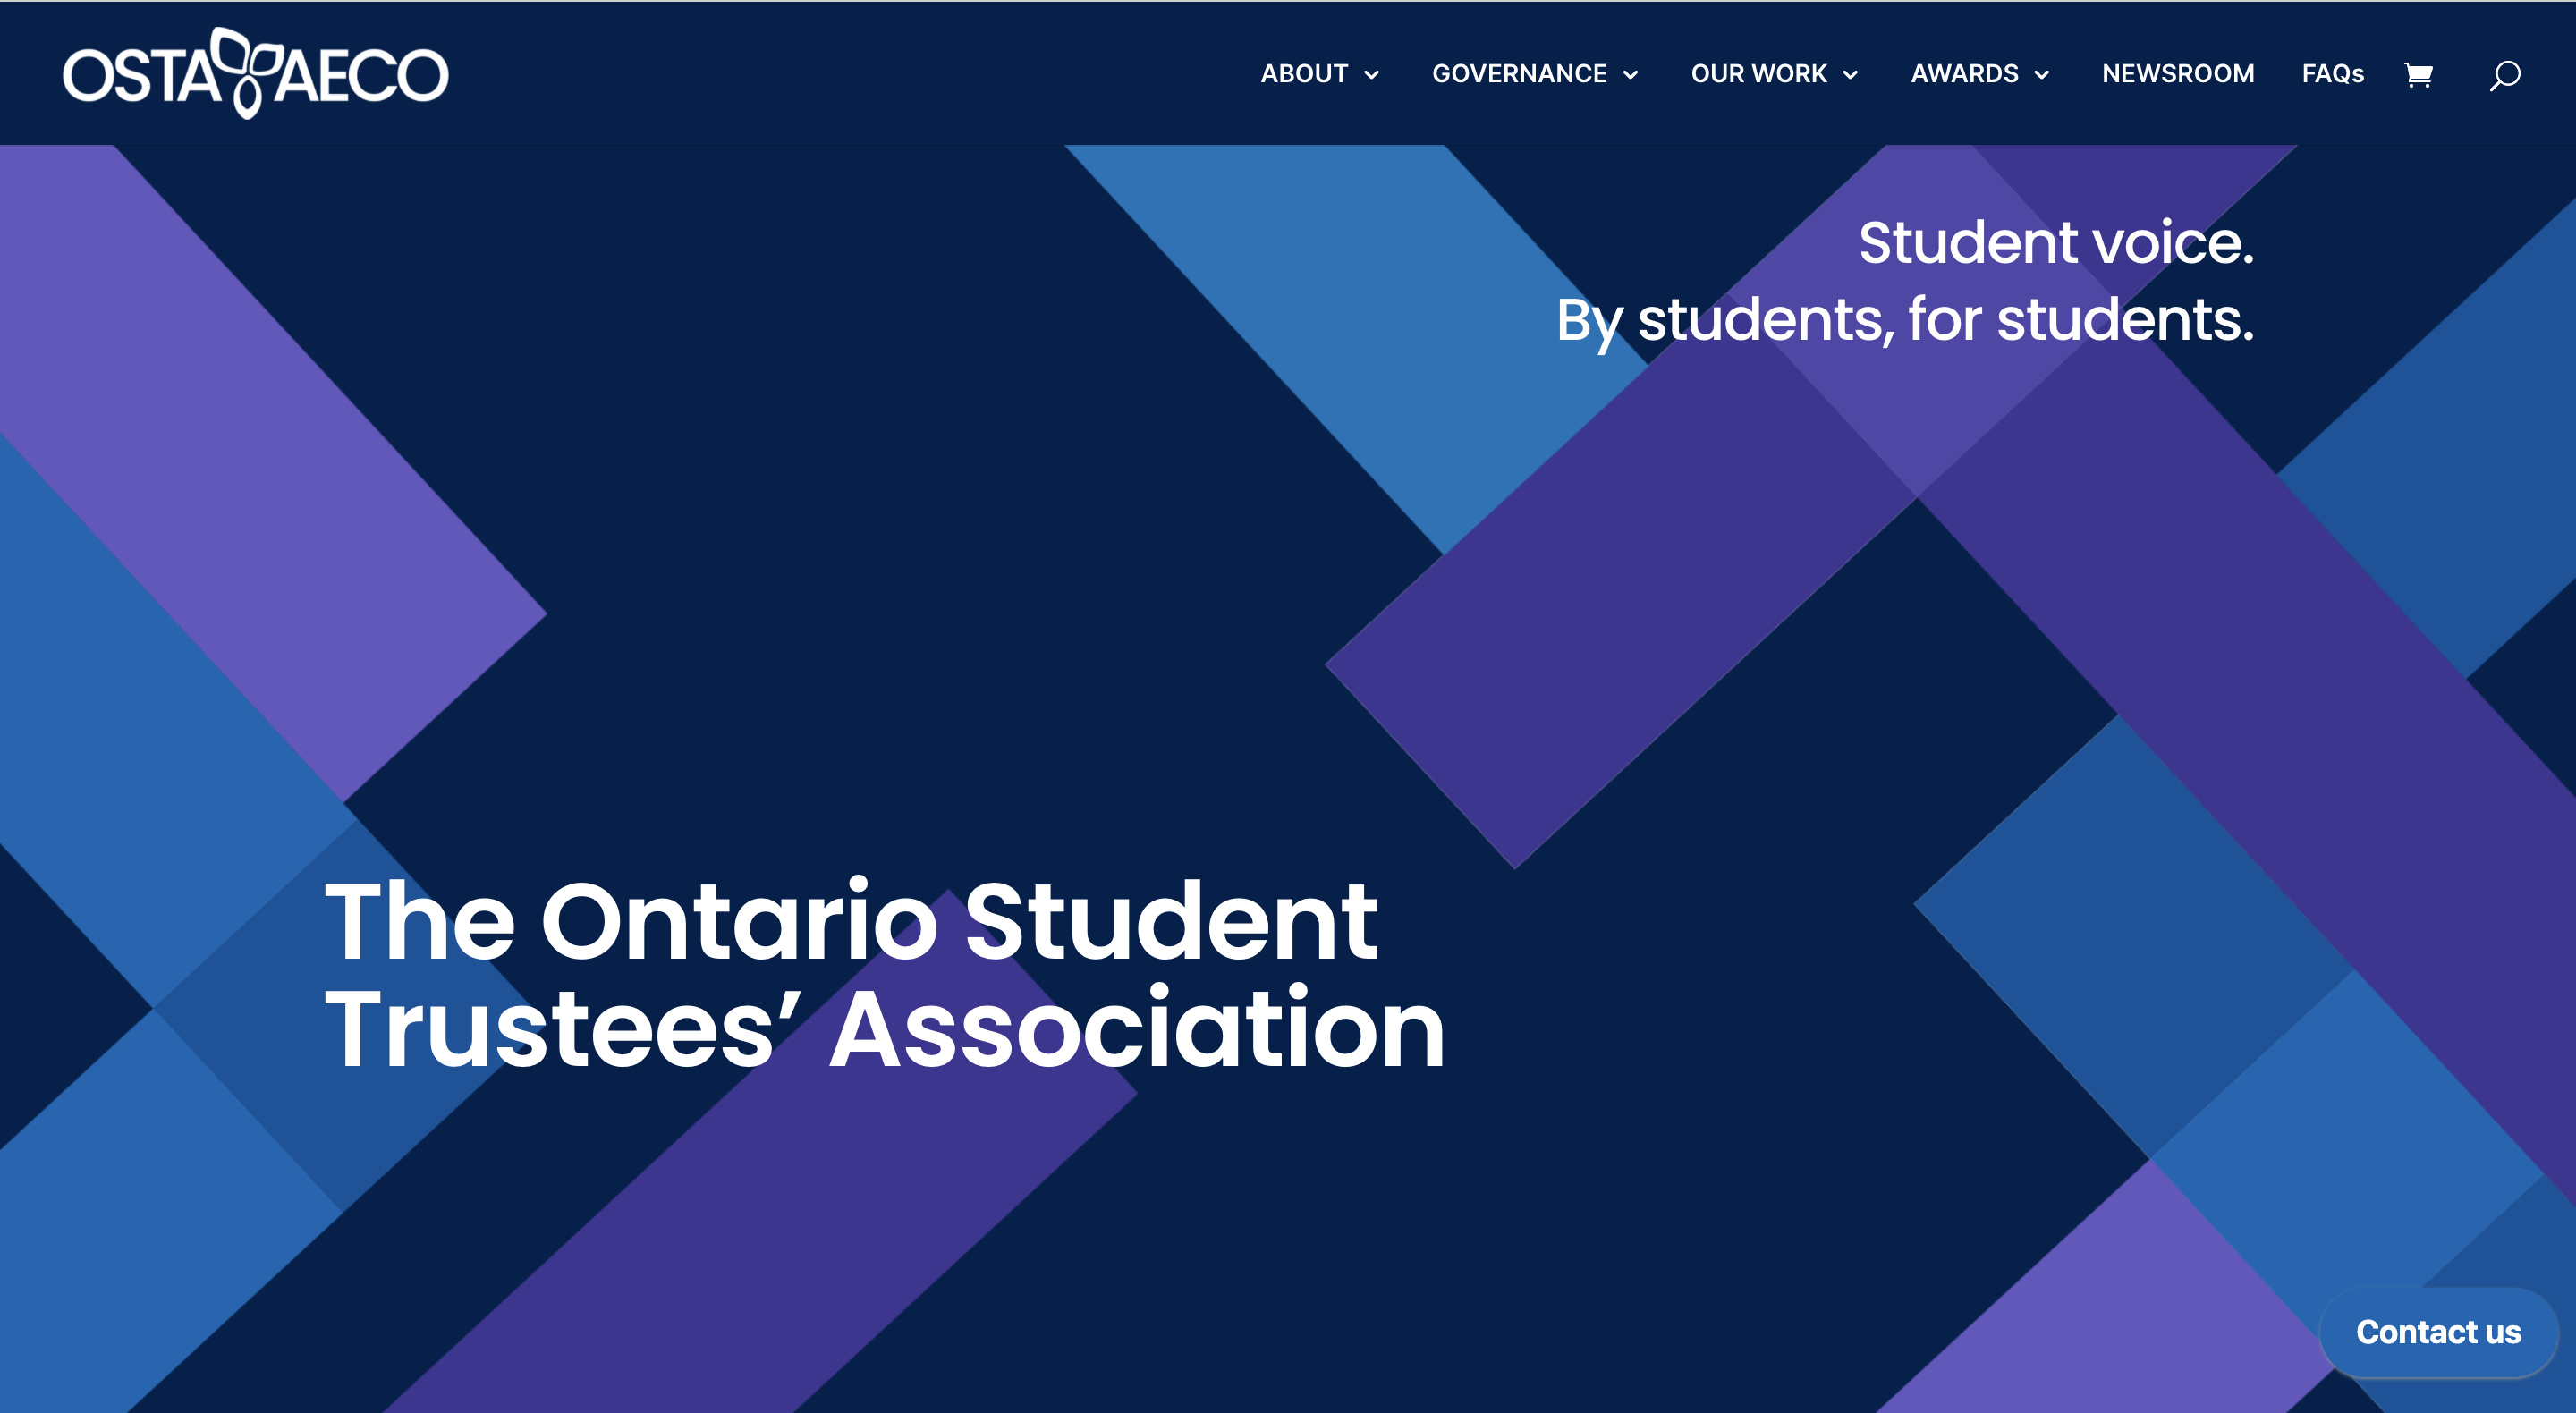 OSTA AECO
ABOUT GOVERNANCE OUR WORK AWARDS NEWSROOM FAQs
Student voice.
By students, for students.
The Ontario Student
Trustees’ Association
Contact us